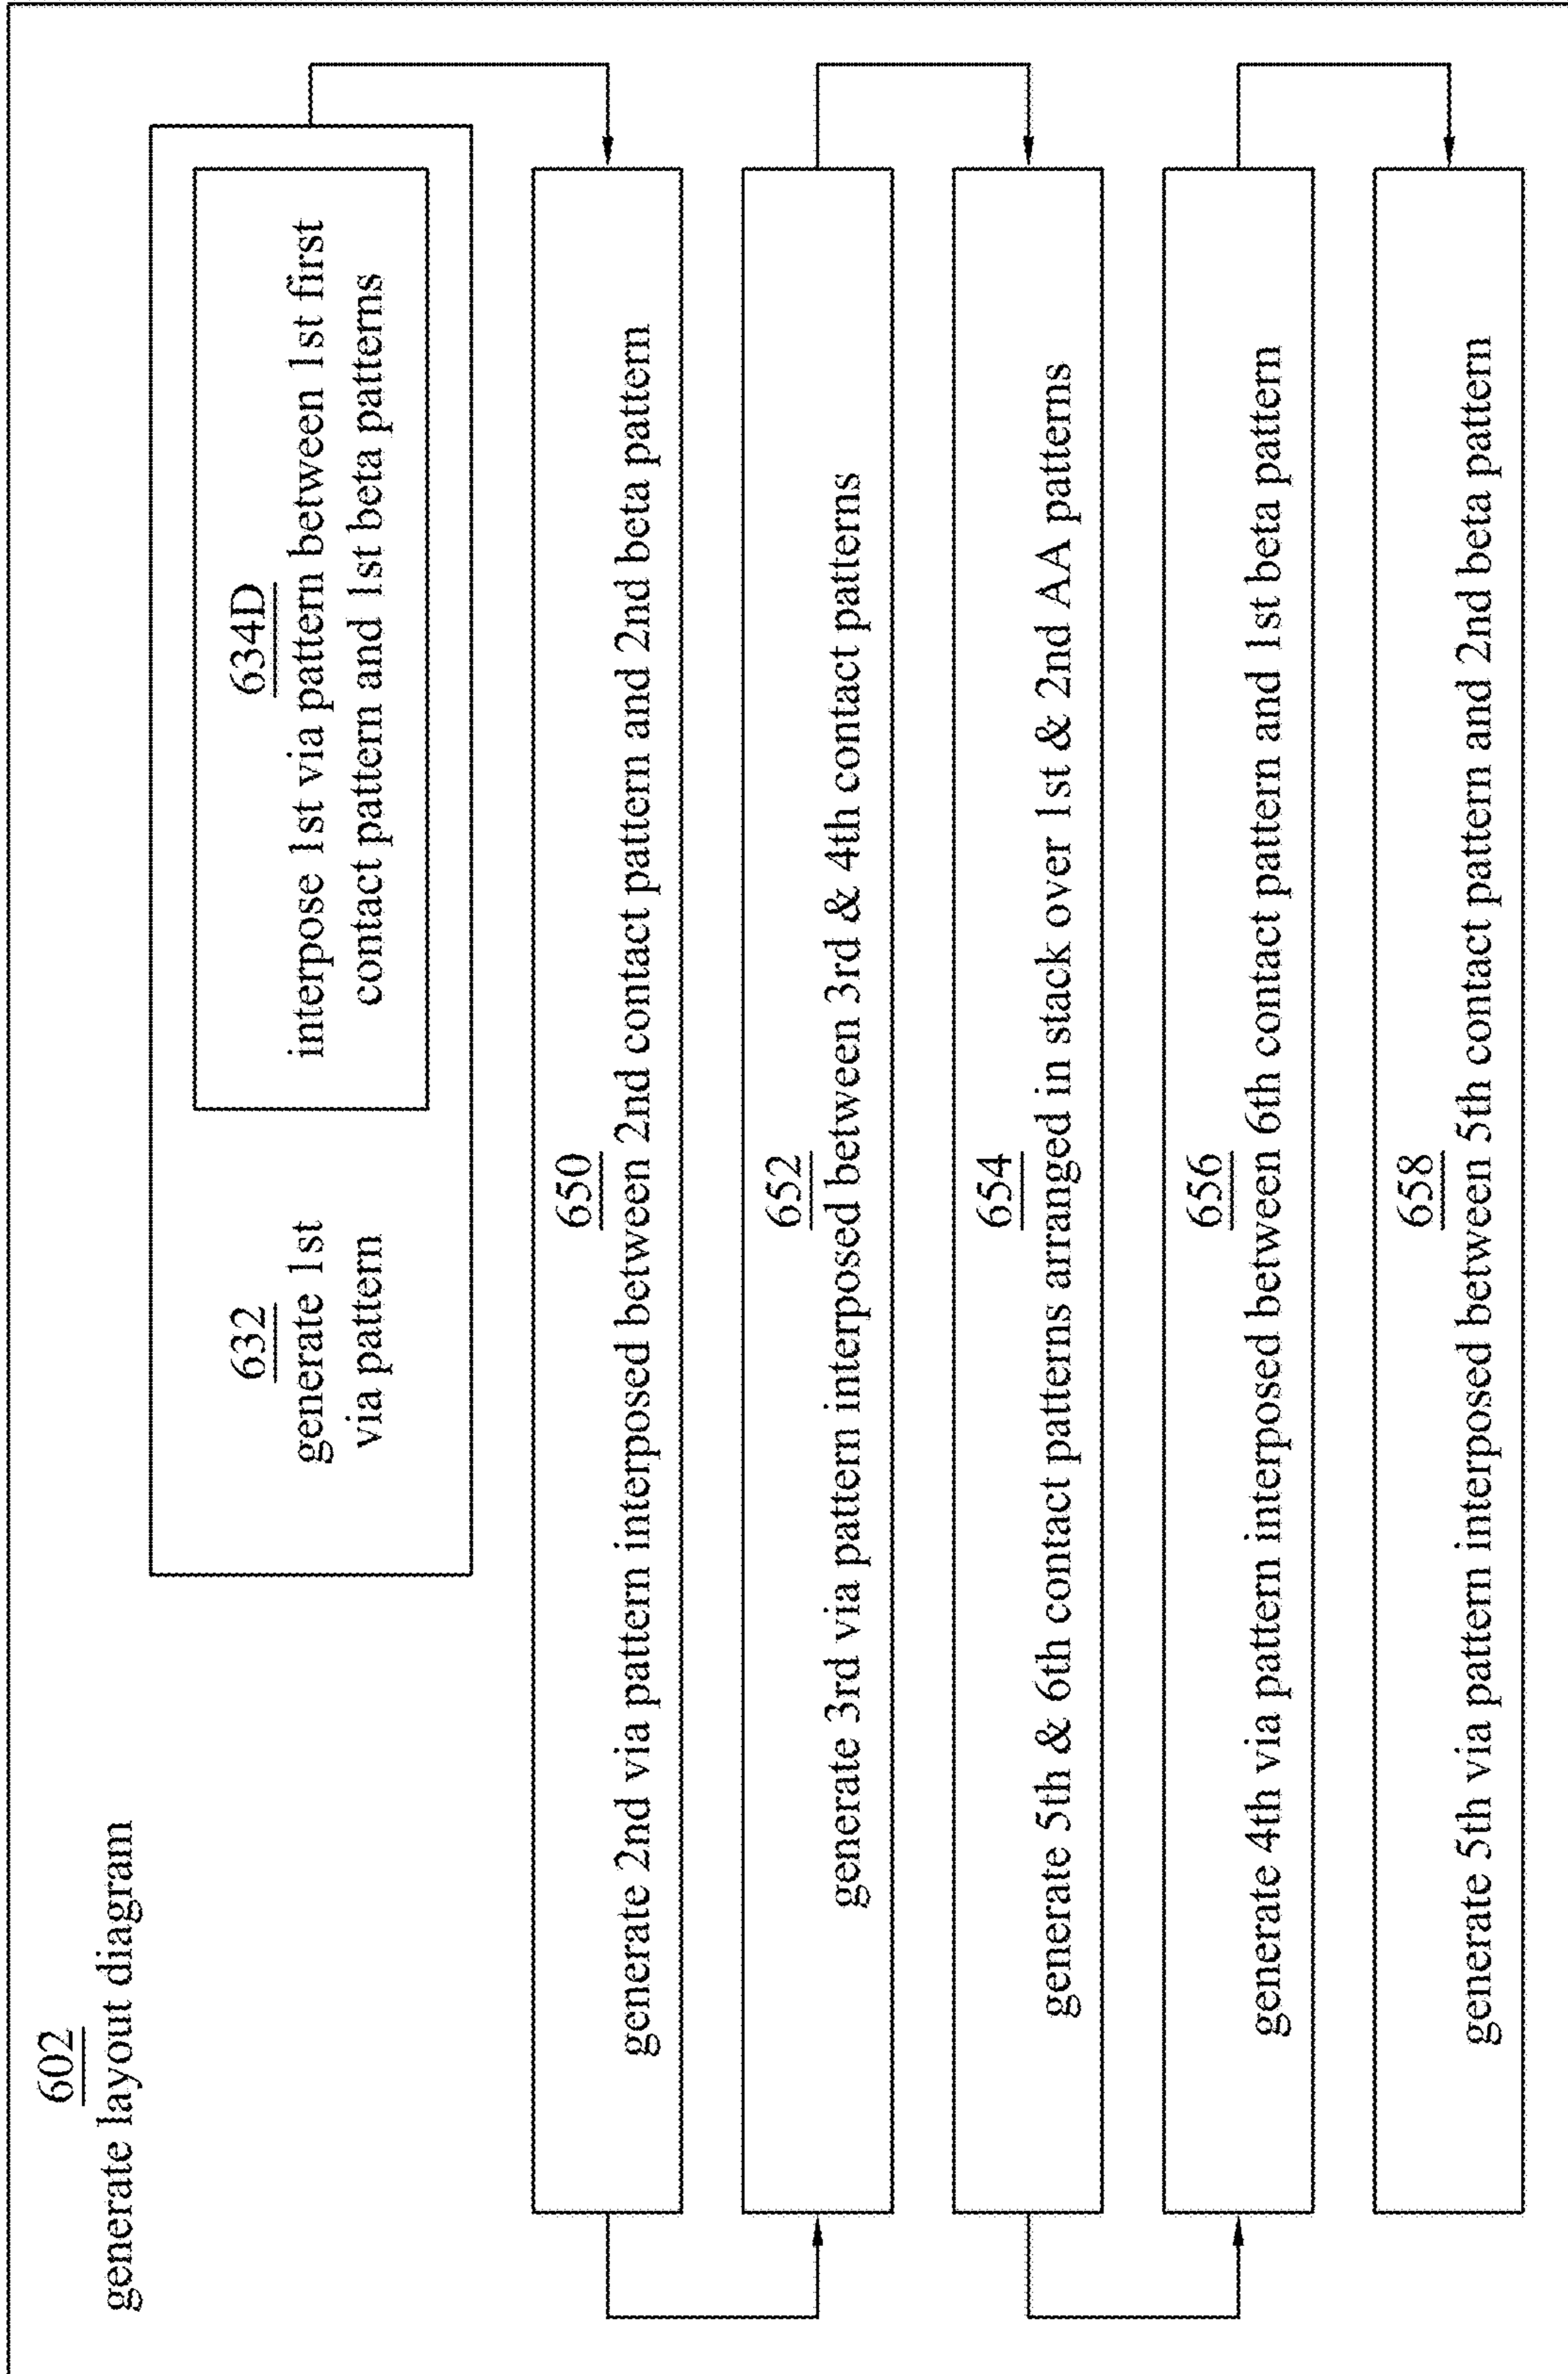 602
generate layout diagram
632
generate 1st
via pattern
634D
interpose 1st via pattern between 1st first
contact pattern and 1st beta patterns
650
generate 2nd via pattern interposed between 2nd contact pattern and 2nd beta pattern
652
generate 3rd via pattern interposed between 3rd & 4th contact patterns
654
generate 5th & 6th contact patterns arranged in stack over 1st & 2nd AA patterns
656
generate 4th via pattern interposed between 6th contact pattern and 1st beta pattern
658
generate 5th via pattern interposed between 5th contact pattern and 2nd beta pattern